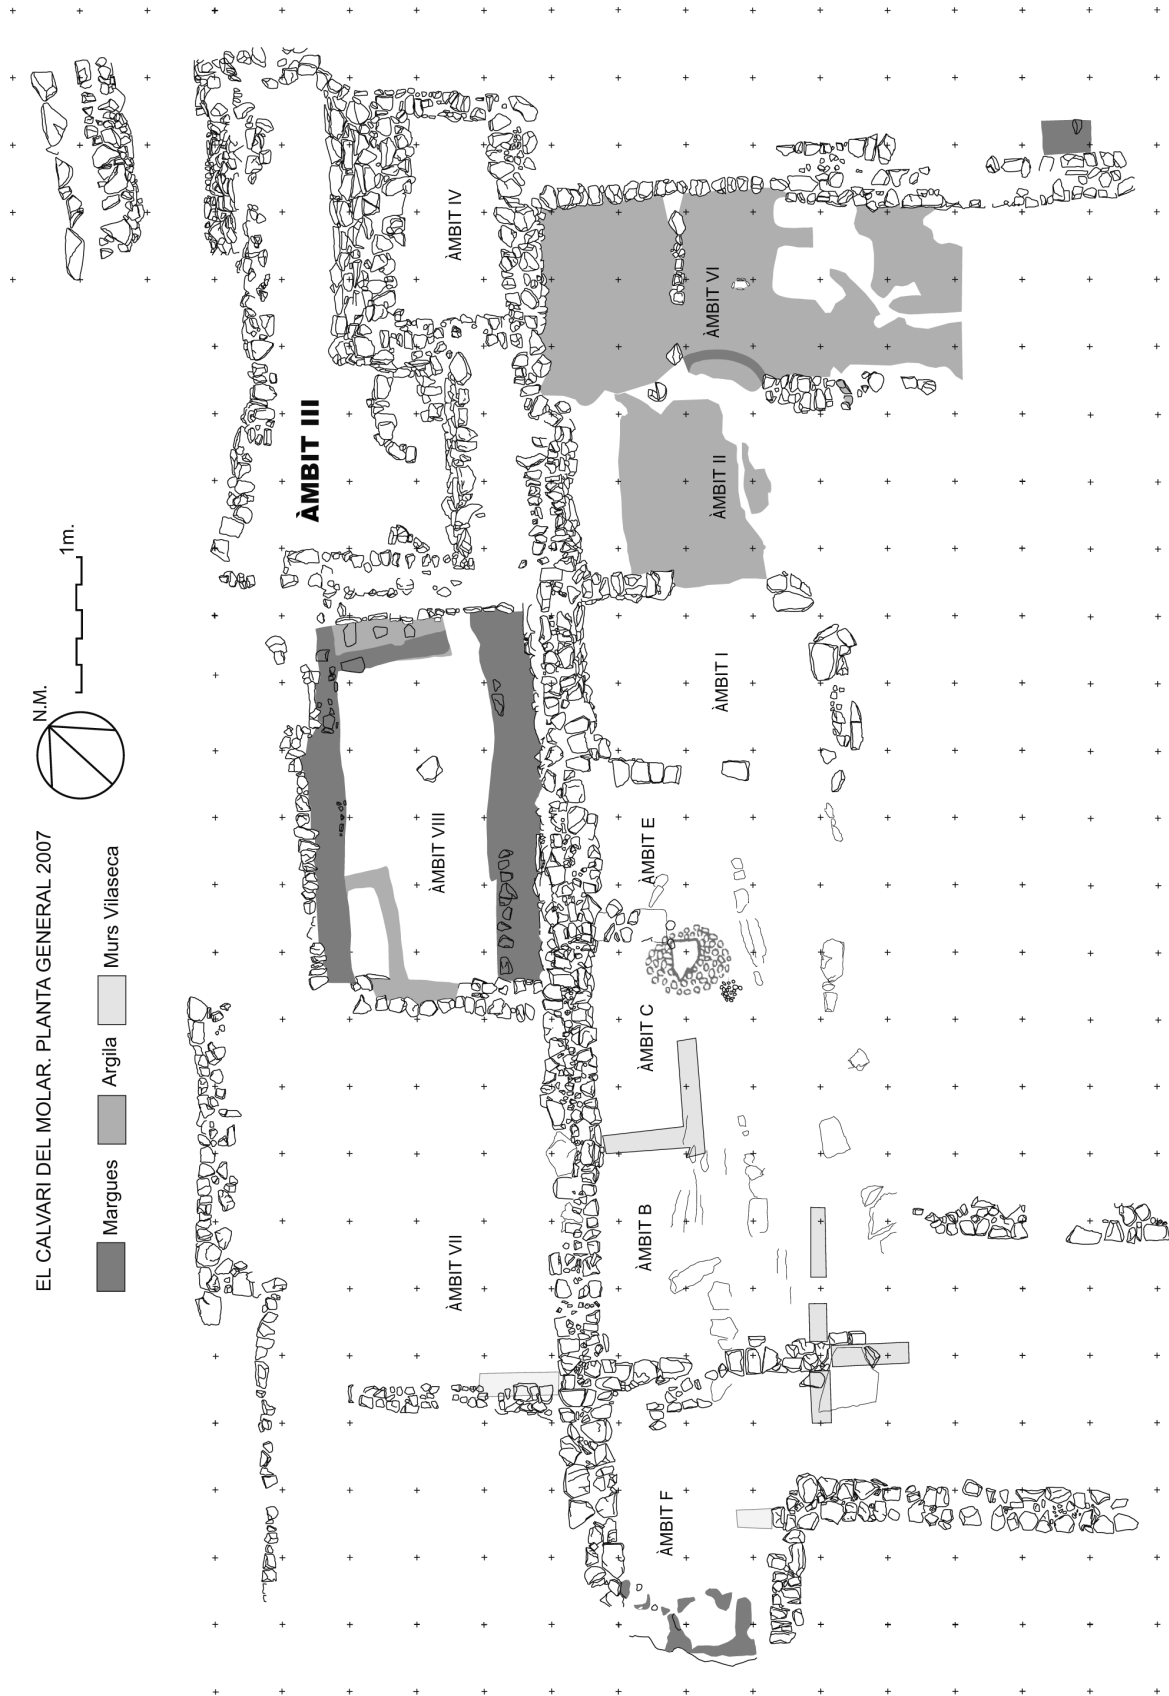 EL CALVARI DEL MOLAR. PLANTA GENERAL 2007
N.M.
1m.
Margues
Argila
Murs Vilaseca
ÀMBIT III
ÀMBIT IV
ÀMBIT VI
ÀMBIT II
ÀMBIT I
ÀMBIT VIII
ÀMBIT E
ÀMBIT C
ÀMBIT VII
ÀMBIT B
ÀMBIT F